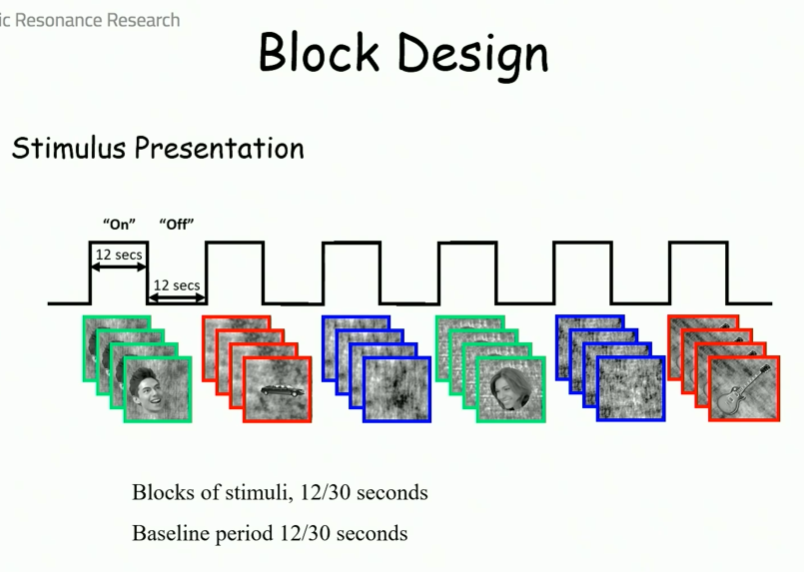 ic Resonance Research
Block Design
Stimulus Presentation
“On” “Off”
12 secs
12 secs
Blocks of stimuli, 12/30 seconds
Baseline period 12/30 seconds